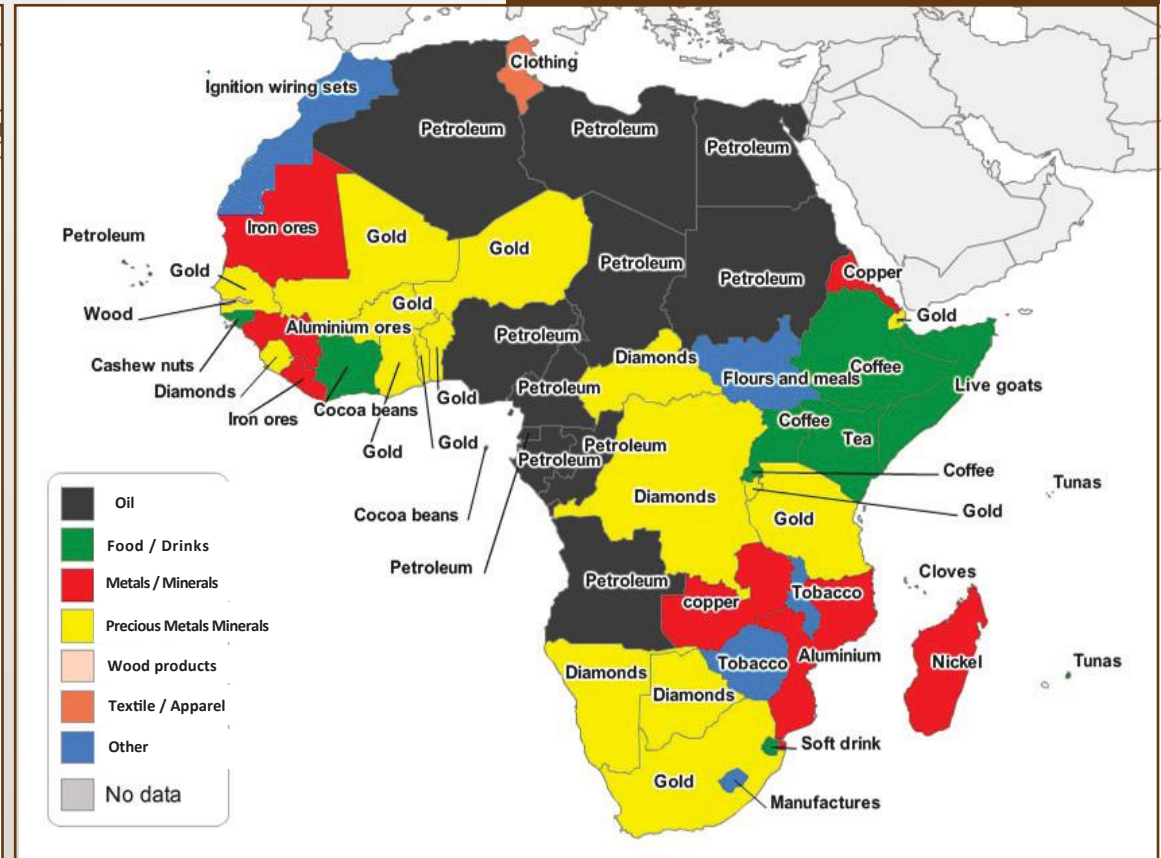 Clothing
Ignition wiring sets
Petroleum
Petroleum
Petroleum
Iron ores
Petroleum
Gold
Gold
Petroleum
Gold
Petroleum
Copper
Gold
Wood
Gold
Aluminium ores
Petroleum
Cashew nuts
Diamonds
Diamonds
Flours and meals
Coffee
Live goats
Petroleum
Gold
Cocoa beans
Iron ores
Coffee
Tea
Gold
Gold
Petroleum
Petroleum
Coffee
Tunas
Diamonds
Gold
Gold
Cocoa beans
Petroleum
Petroleum
Cloves
Tobacco
copper
Aluminium
Tobacco
Nickel
Tunas
Diamonds
Diamonds
Soft drink
Gold
Manufactures
Oil
Food / Drinks
Metals / Minerals
Precious Metals Minerals
Wood products
Textile / Apparel
Other
No data